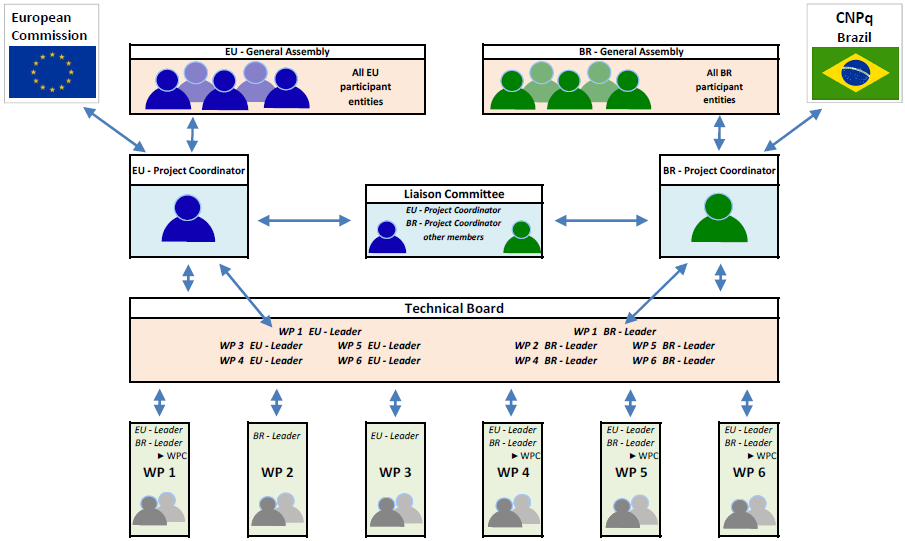 European
Commission
CNPq
Brazil
EU - General Assembly
All EU
participant
entities
BR - General Assembly
All BR
participant
entities
EU - Project Coordinator
BR - Project Coordinator
Liaison Committee
EU - Project Coordinator
BR - Project Coordinator
other members
Technical Board
WP 1 EU - Leader
WP 3 EU - Leader WP 5 EU - Leader
WP 4 EU - Leader WP 6 EU - Leader
WP 1 BR - Leader
WP 2 BR - Leader WP 5 BR - Leader
WP 4 BR - Leader WP 6 BR - Leader
EU - Leader
BR - Leader
►WPC
WP 1
BR - Leader
WP 2
EU - Leader
WP 3
EU - Leader
BR - Leader
►WPC
WP 4
EU - Leader
BR - Leader
►WPC
WP 5
EU - Leader
BR - Leader
►WPC
WP 6